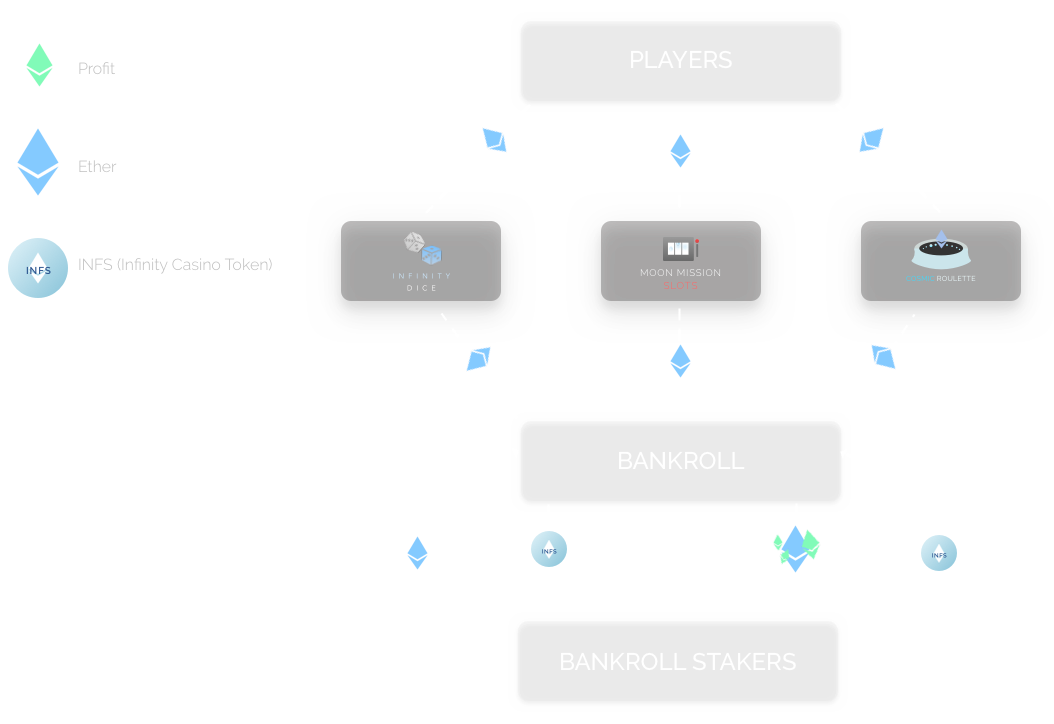 PLAYERS
Profit
Ether
INFS
INFS (Infinity Casino Token)
INFINITY
DICE
MOON MISSION
SLOTS
ROULETTE
BANKROLL
INFS
INFS
BANKROLL STAKERS